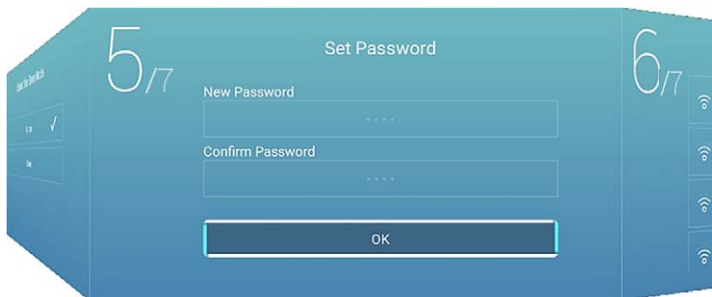 5/7
Set Password
New Password
••••
Confirm Password
••••
OK
6/7